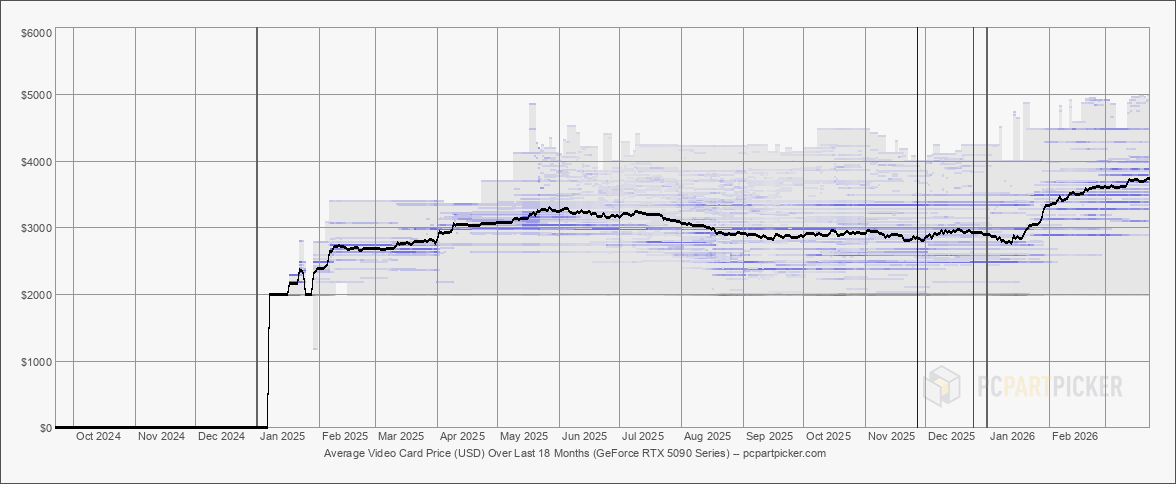 $6000
$5000
$4000
$3000
$2000
$1000
$0
PCPARTPICKER
Oct 2024 Nov 2024 Dec 2024 Jan 2025 Feb 2025 Mar 2025 Apr 2025 May 2025 Jun 2025 Jul 2025 Aug 2025 Sep 2025 Oct 2025 Nov 2025 Dec 2025 Jan 2026 Feb 2026
Average Video Card Price (USD) Over Last 18 Months (GeForce RTX 5090 Series) -- pcpartpicker.com